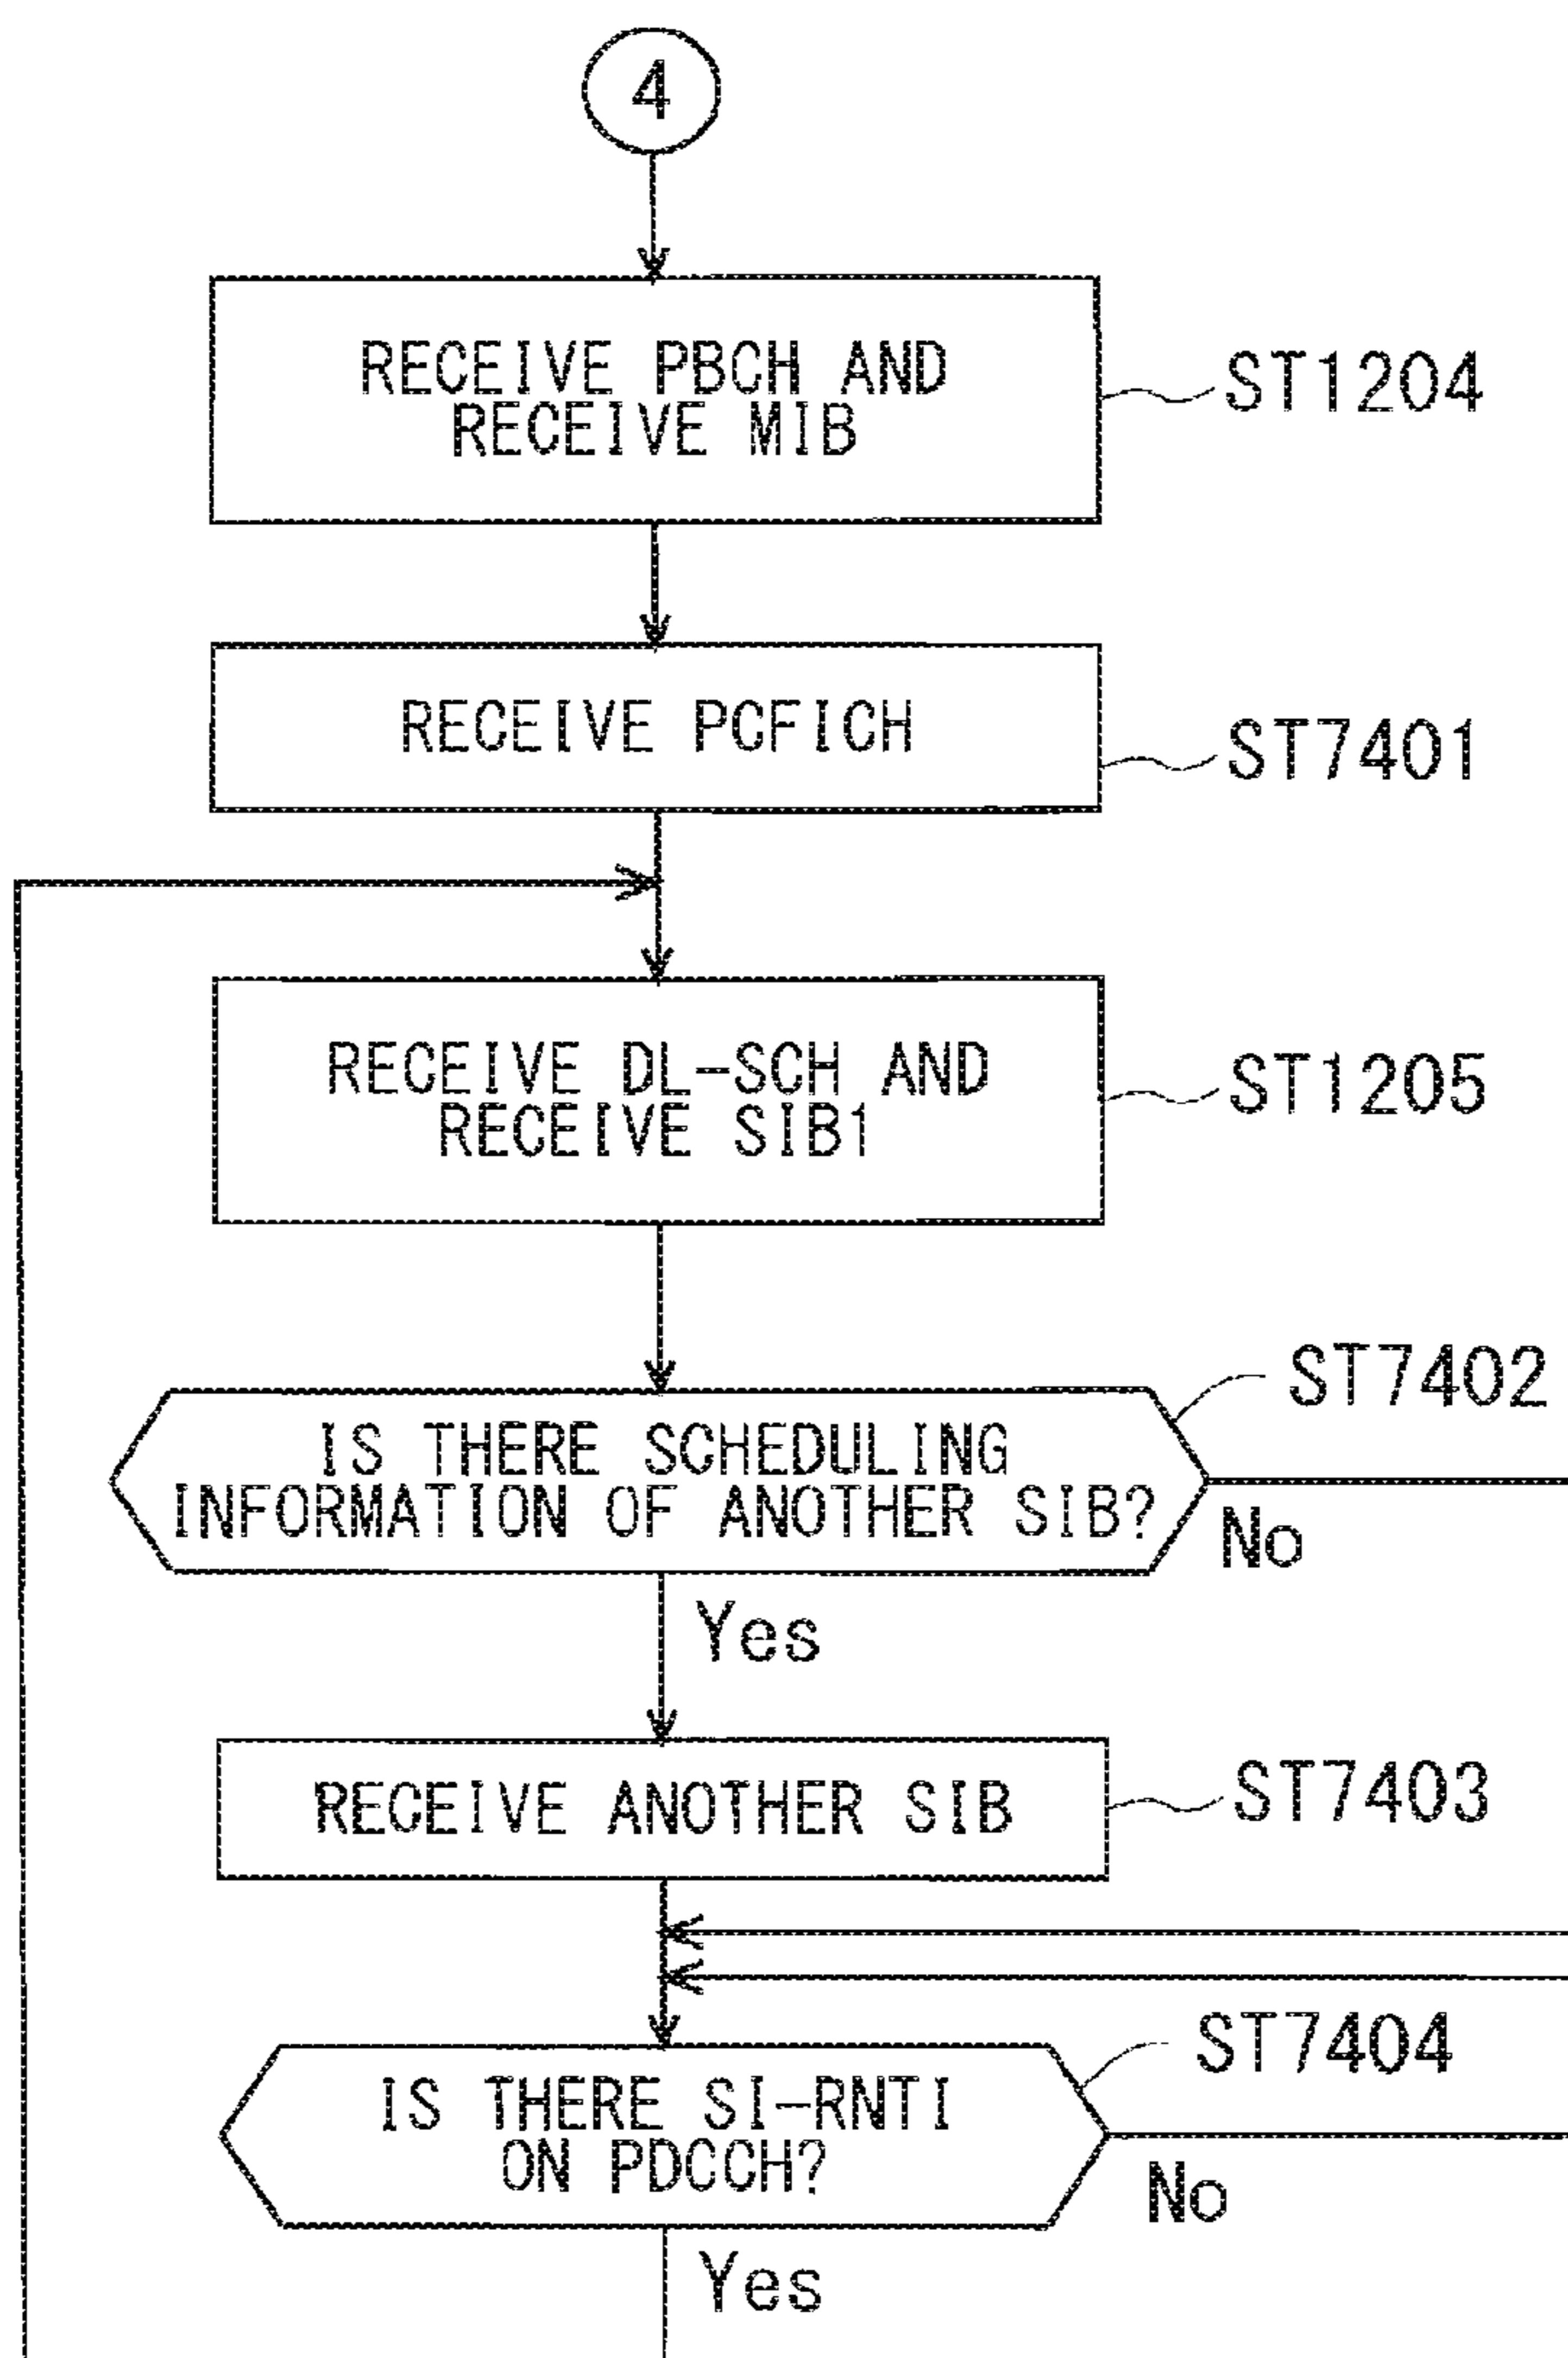 4
RECEIVE PBCH AND
RECEIVE MIB
ST1204
RECEIVE PCFICH
ST7401
RECEIVE DL-SCH AND
RECEIVE SIB1
ST1205
ST7402
IS THERE SCHEDULING
INFORMATION OF ANOTHER SIB?
No
Yes
RECEIVE ANOTHER SIB
ST7403
ST7404
IS THERE SI-RNTI
ON PDCCH?
No
Yes